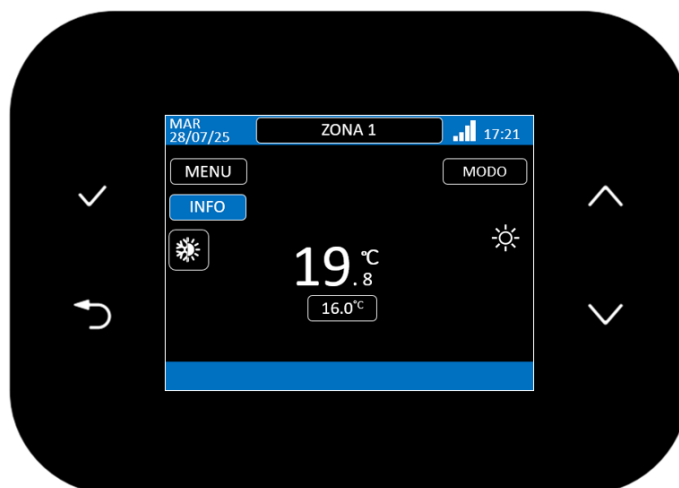 MAR
28/07/25
ZONA 1
17:21
MENU
MODO
INFO
19.8 °C
16.0°C